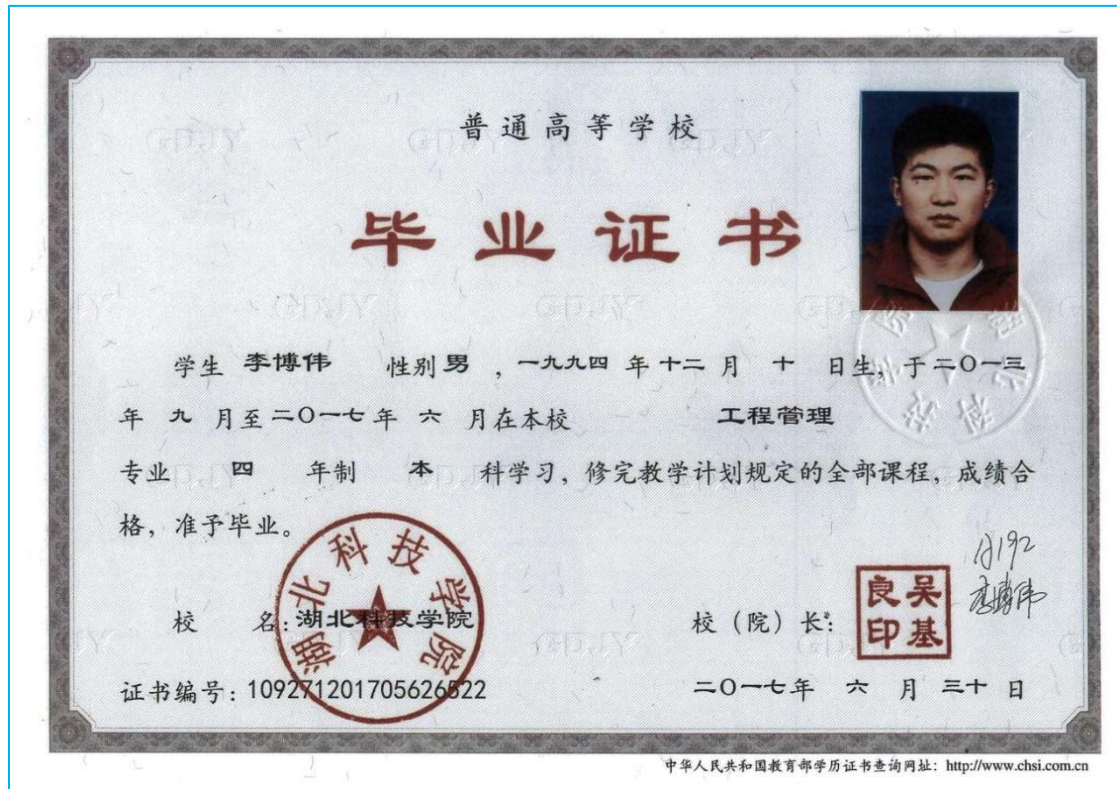 普通高等学校
毕业证书
学生 李博伟 性别 男 ，一九九四 年 十二 月 十 日生，于二〇一三
年 九 月至二〇一七年 六 月在本校 工程管理
专业 四 年制 本 科学习，修完教学计划规定的全部课程，成绩合
格，准予毕业。
湖北科技学院
校 名：湖北科技学院
校（院）长：
吴基良印
李博伟
证书编号：109271201705626522
二〇一七年 六 月 三十 日
中华人民共和国教育部学历证书查询网址：http://www.chsi.com.cn